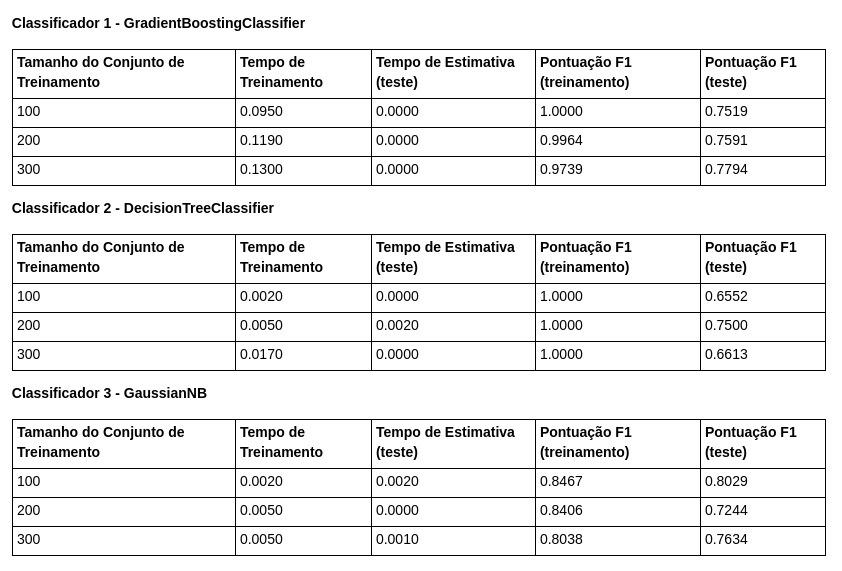 Classificador 1 - GradientBoostingClassifier
Tamanho do Conjunto de Treinamento Tempo de Treinamento Tempo de Estimativa (teste) Pontuação F1 (treinamento) Pontuação F1 (teste)
100 0.0950 0.0000 1.0000 0.7519
200 0.1190 0.0000 0.9964 0.7591
300 0.1300 0.0000 0.9739 0.7794
Classificador 2 - DecisionTreeClassifier
Tamanho do Conjunto de Treinamento Tempo de Treinamento Tempo de Estimativa (teste) Pontuação F1 (treinamento) Pontuação F1 (teste)
100 0.0020 0.0000 1.0000 0.6552
200 0.0050 0.0020 1.0000 0.7500
300 0.0170 0.0000 1.0000 0.6613
Classificador 3 - GaussianNB
Tamanho do Conjunto de Treinamento Tempo de Treinamento Tempo de Estimativa (teste) Pontuação F1 (treinamento) Pontuação F1 (teste)
100 0.0020 0.0020 0.8467 0.8029
200 0.0050 0.0000 0.8406 0.7244
300 0.0050 0.0010 0.8038 0.7634